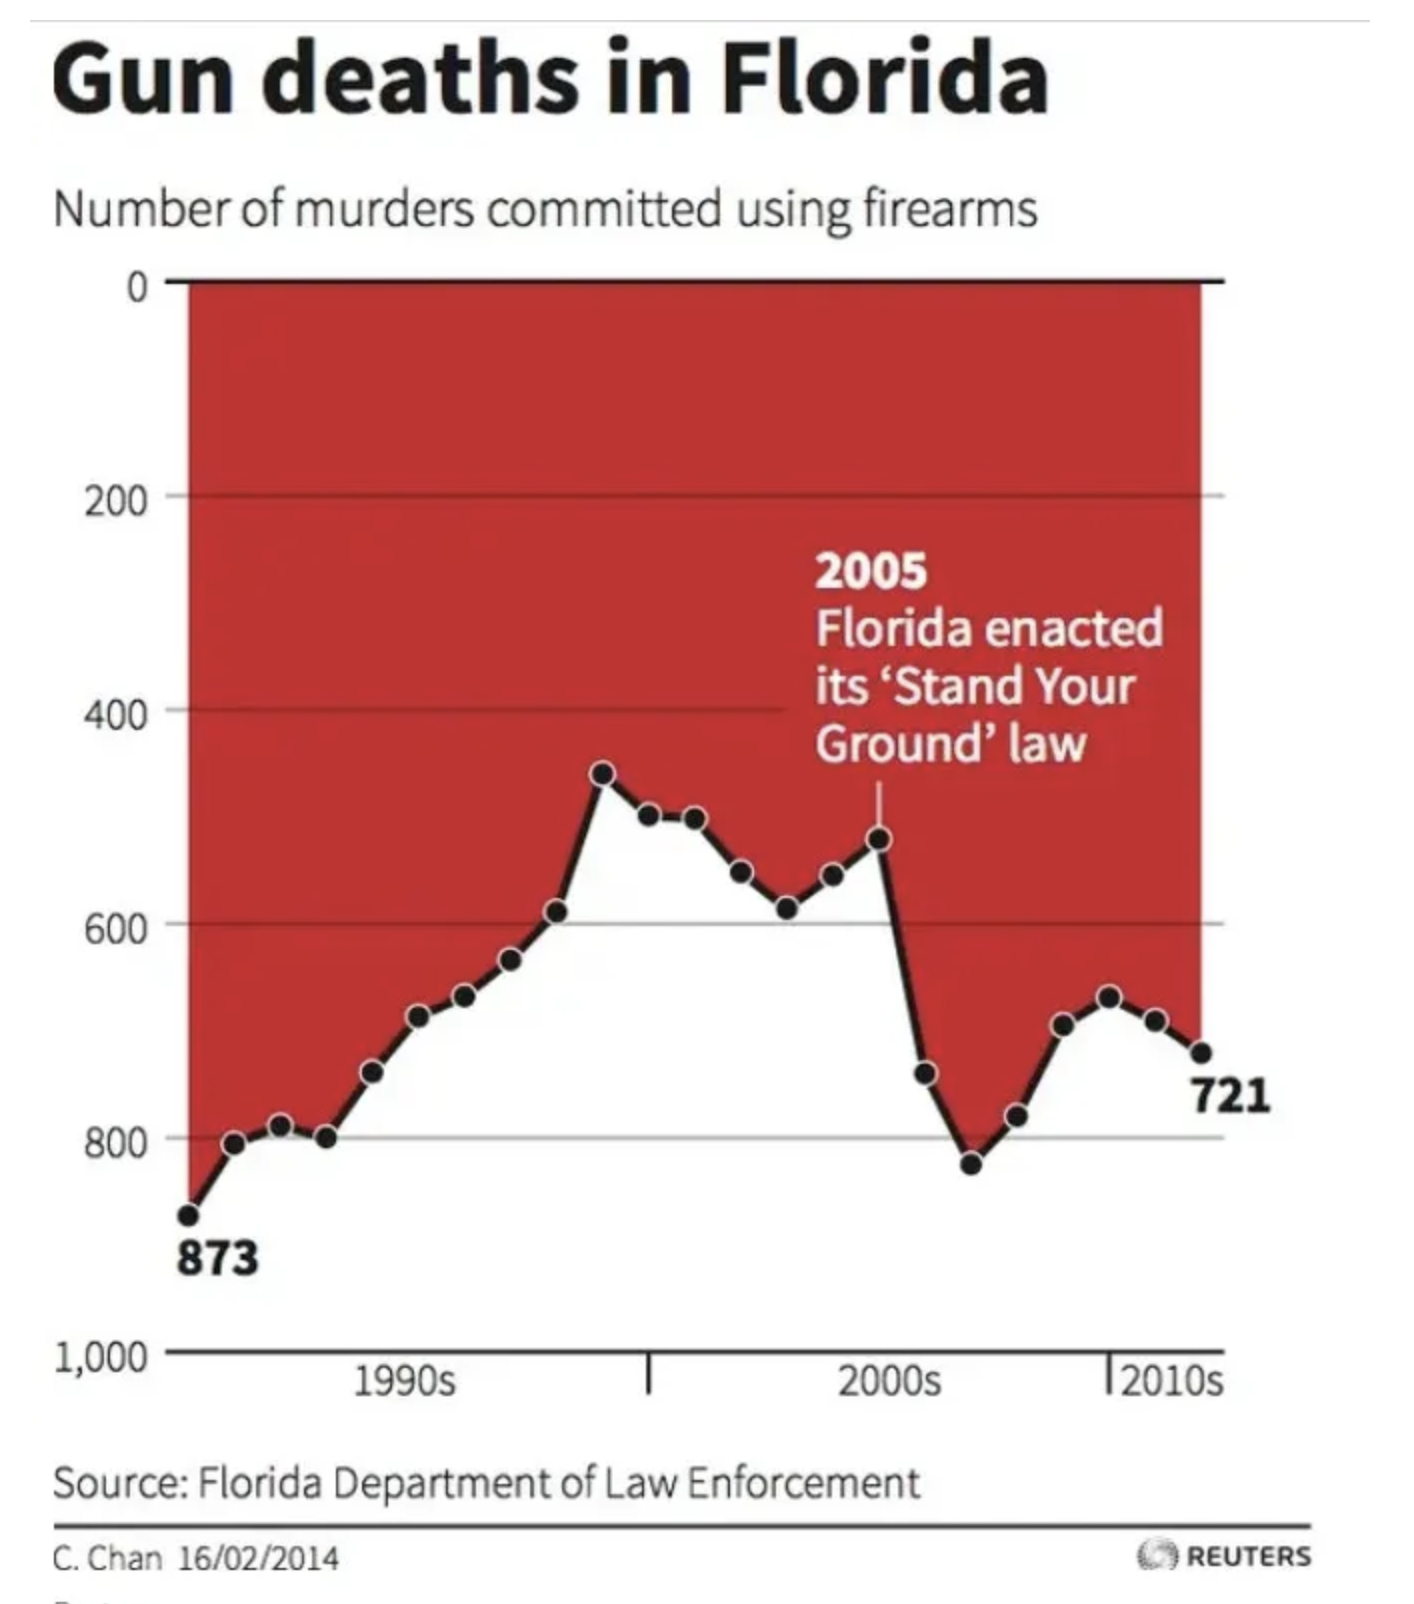 Gun deaths in Florida
Number of murders committed using firearms
0
200
400
600
800
1,000
2005
Florida enacted
its ‘Stand Your
Ground’ law
873
721
1990s
2000s
2010s
Source: Florida Department of Law Enforcement
C. Chan 16/02/2014
REUTERS